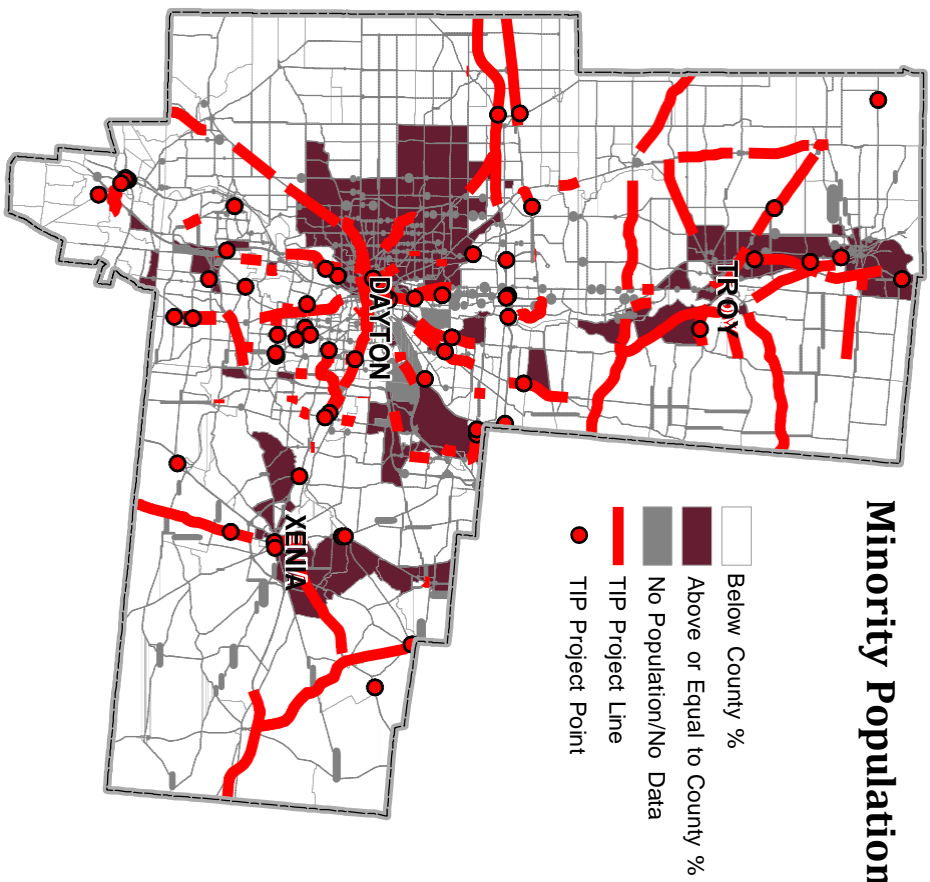 Minority Population
Below County %
Above or Equal to County %
No Population/No Data
TIP Project Line
TIP Project Point
TROY
DAYTON
XENIA